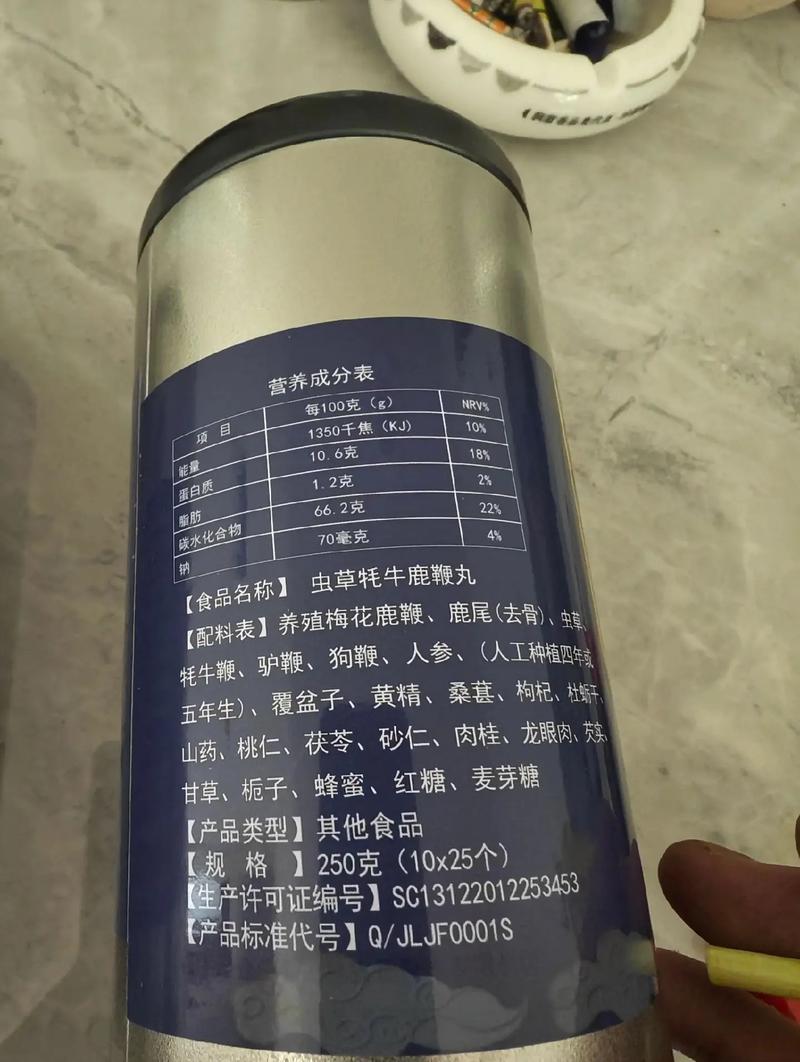 营养成分表
项 目 每100克（g） NRV%
能量 1350千焦（KJ） 10%
蛋白质 10.6克 18%
脂肪 1.2克 2%
碳水化合物 66.2克 22%
钠 70毫克 4%
【食品名称】 虫草牦牛鹿鞭丸
【配料表】养殖梅花鹿鞭、鹿尾(去骨)、虫草、
牦牛鞭、驴鞭、狗鞭、人参、（人工种植四年或
五年生）、覆盆子、黄精、桑葚、枸杞、牡蛎干、
山药、桃仁、茯苓、砂仁、肉桂、龙眼肉、芡实、
甘草、栀子、蜂蜜、红糖、麦芽糖
【产品类型】其他食品
【 规 格 】250克（10x25个）
【生产许可证编号】SC13122012253453
【产品标准代号】Q/JLJF0001S